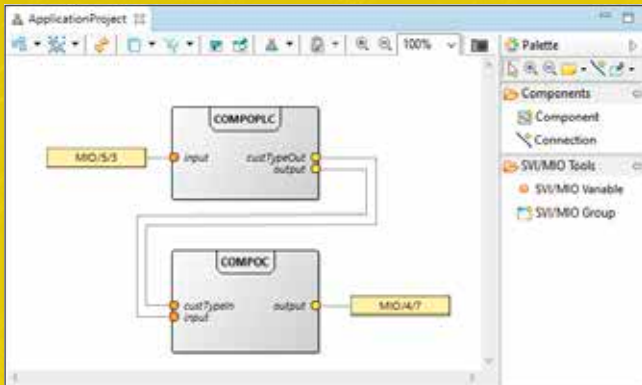 ApplicationProject
100%
Palette
Components
Component
Connection
SVI/MIO Tools
SVI/MIO Variable
SVI/MIO Group
COMPOPLC
MIO/5/3
input
custTypeOut
output
COMPOC
custTypeIn
input
output
MIO/4/7